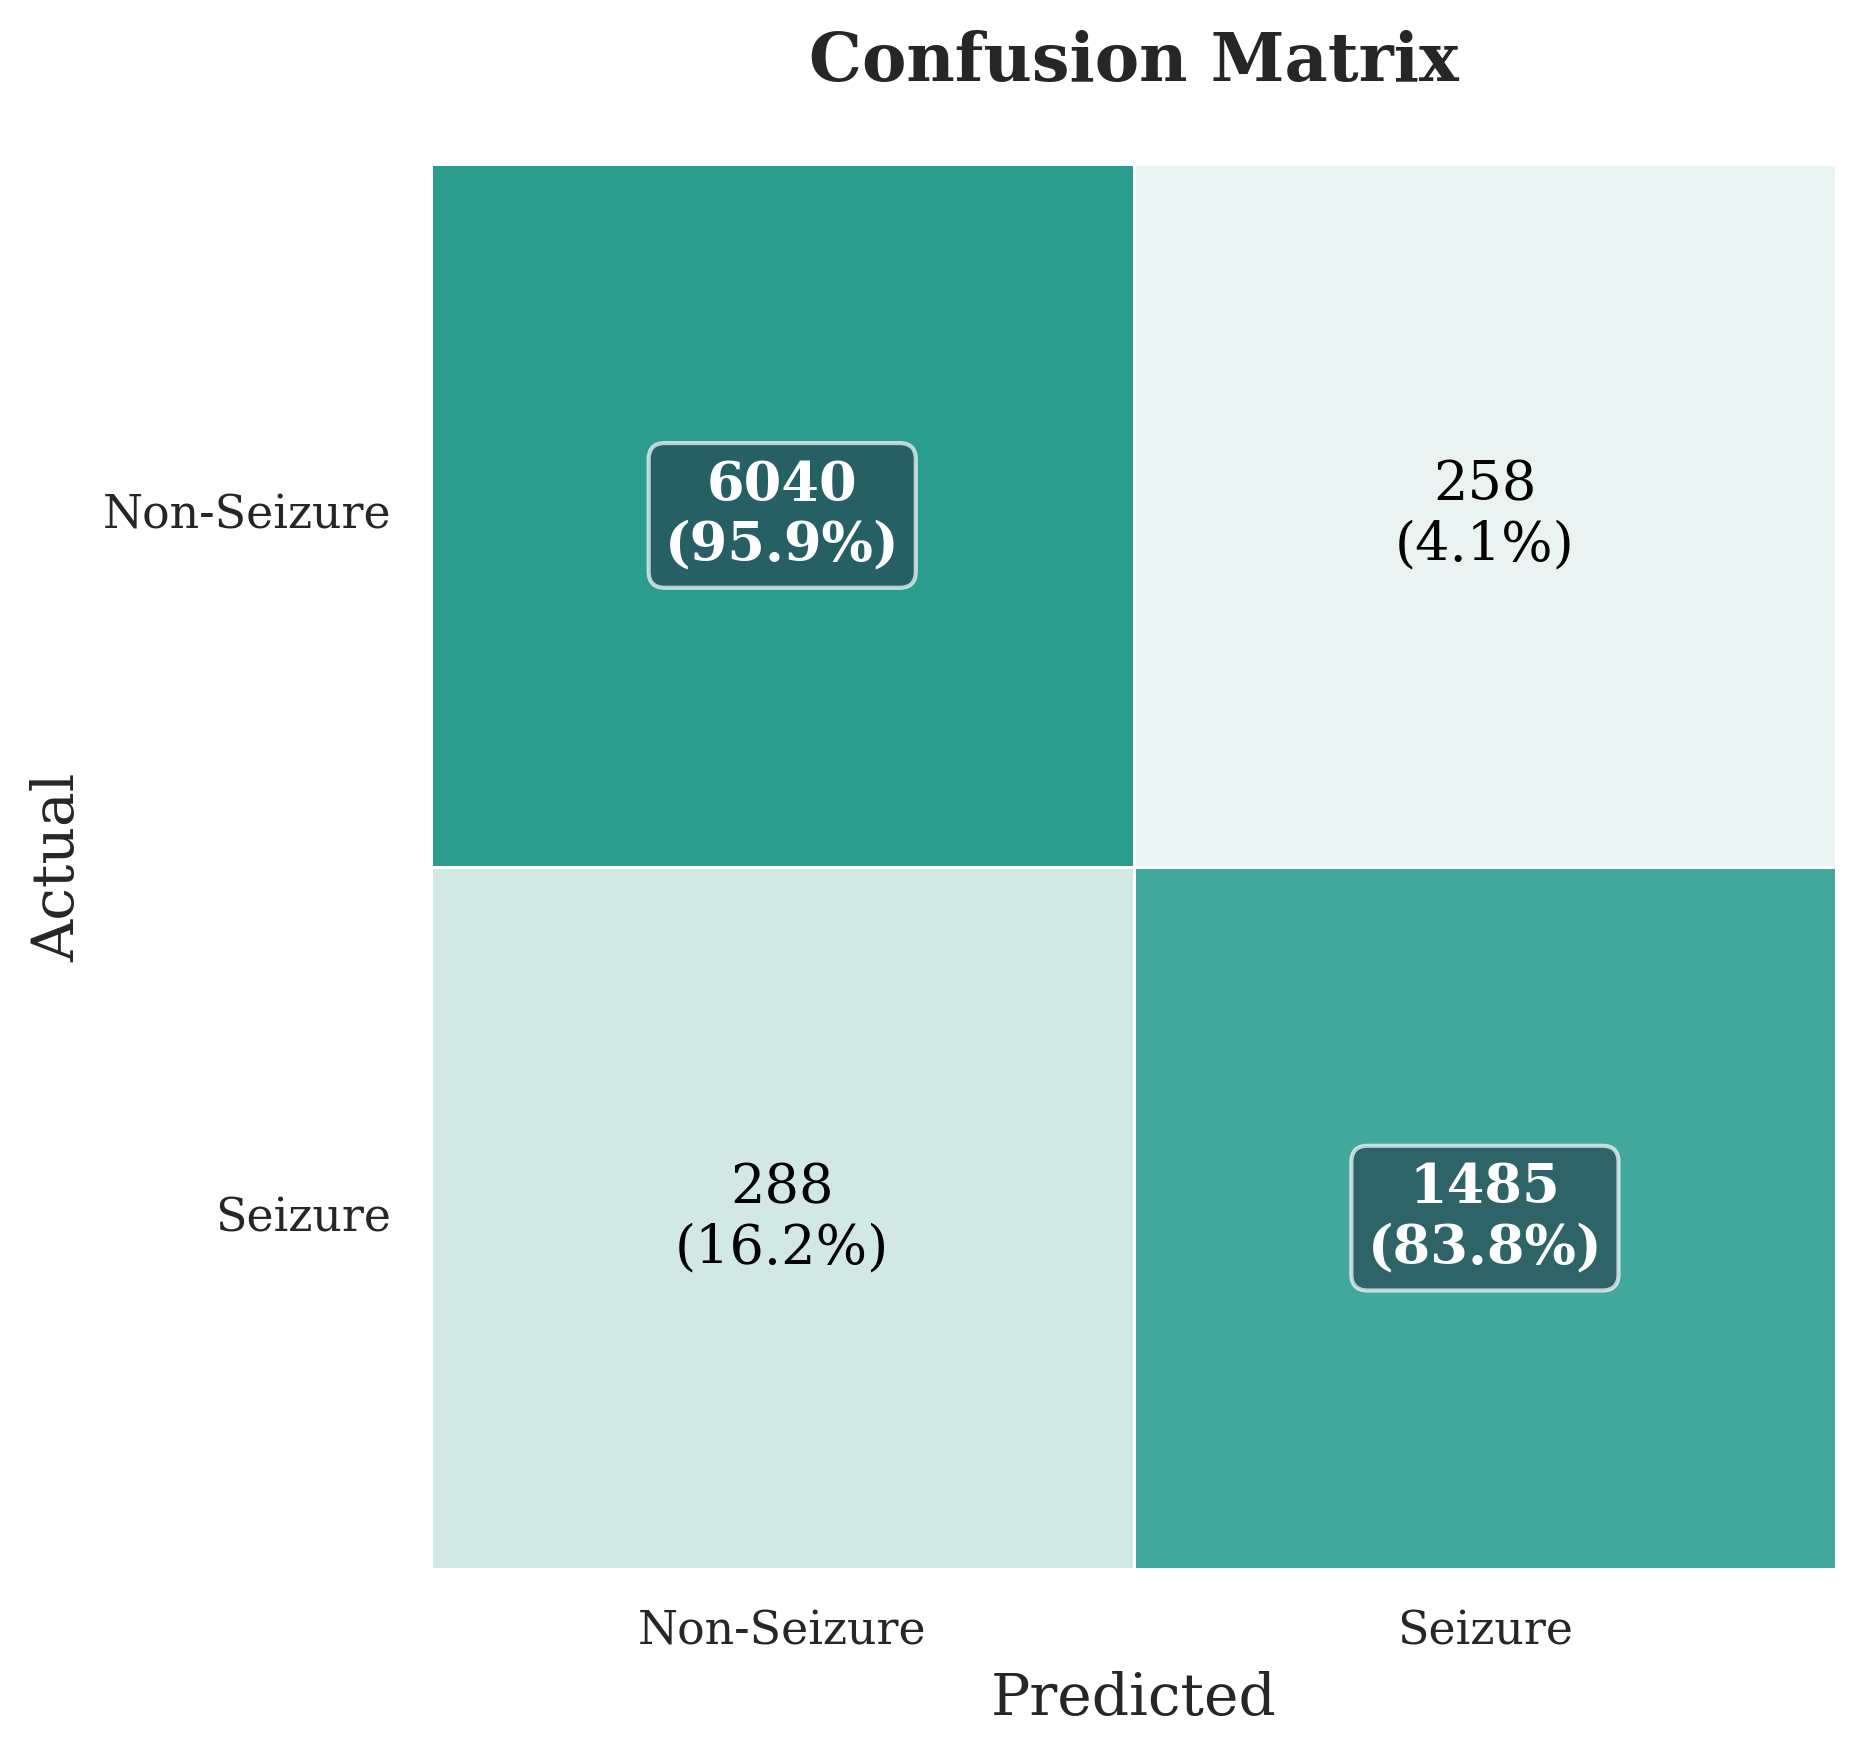 Confusion Matrix
Actual
Non-Seizure
6040
(95.9%)
258
(4.1%)
Seizure
288
(16.2%)
1485
(83.8%)
Non-Seizure
Seizure
Predicted